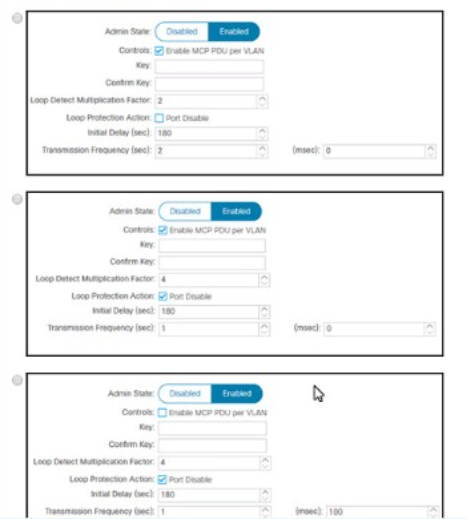 Admin State: Disabled Enabled
Controls: Enable MCP PDU per VLAN
Key:
Confirm Key:
Loop Detect Multiplication Factor: 2
Loop Protection Action: Port Disable
Initial Delay (sec): 180
Transmission Frequency (sec): 2 (msec): 0
Admin State: Disabled Enabled
Controls: Enable MCP PDU per VLAN
Key:
Confirm Key:
Loop Detect Multiplication Factor: 4
Loop Protection Action: Port Disable
Initial Delay (sec): 180
Transmission Frequency (sec): 1 (msec): 0
Admin State: Disabled Enabled
Controls: Enable MCP PDU per VLAN
Key:
Confirm Key:
Loop Detect Multiplication Factor: 4
Loop Protection Action: Port Disable
Initial Delay (sec): 180
Transmission Frequency (sec): 1 (msec): 100